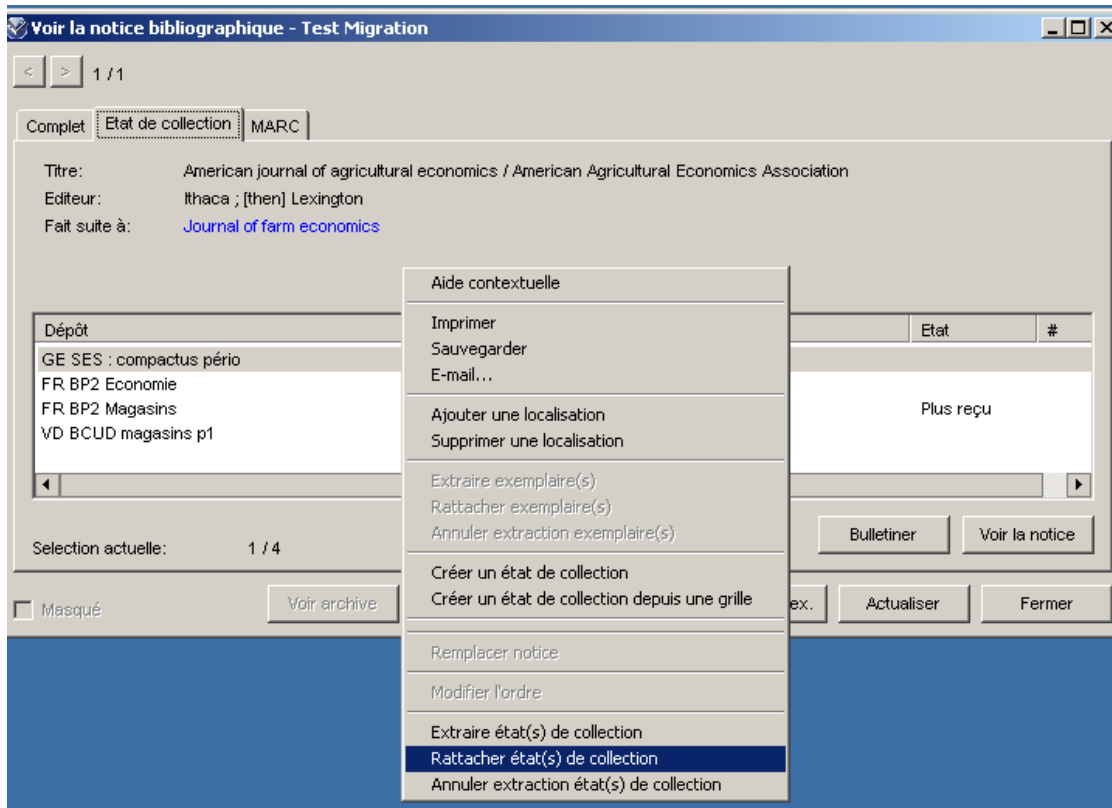 Voir la notice bibliographique - Test Migration
< > 1 / 1
Complet Etat de collection MARC
Titre: American journal of agricultural economics / American Agricultural Economics Association
Editeur: Ithaca ; [then] Lexington
Fait suite à: Journal of farm economics
Dépôt Etat #
GE SES : compactus pério
FR BP2 Economie
FR BP2 Magasins Plus reçu
VD BCUD magasins p1
Selection actuelle: 1 / 4
Bulletiner Voir la notice
Masqué Voir archive ex. Actualiser Fermer
Aide contextuelle
Imprimer
Sauvegarder
E-mail...
Ajouter une localisation
Supprimer une localisation
Extraire exemplaire(s)
Rattacher exemplaire(s)
Annuler extraction exemplaire(s)
Créer un état de collection
Créer un état de collection depuis une grille
Remplacer notice
Modifier l'ordre
Extraire état(s) de collection
Rattacher état(s) de collection
Annuler extraction état(s) de collection